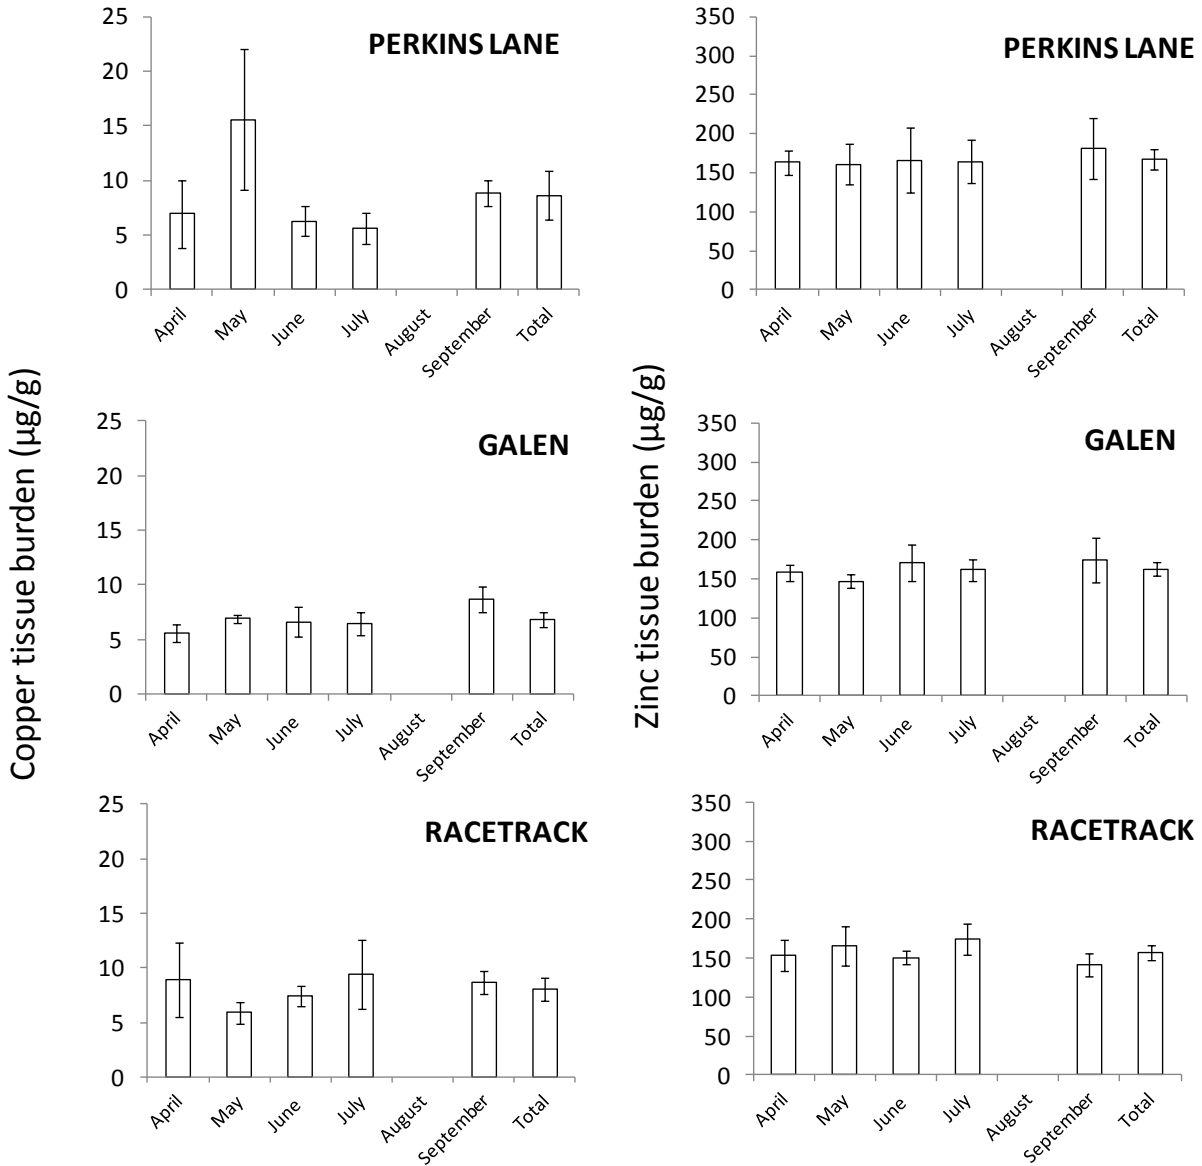 PERKINS LANE
25
20
15
10
5
0
April
May
June
July
August
September
Total
PERKINS LANE
350
300
250
200
150
100
50
0
April
May
June
July
August
September
Total
Copper tissue burden (µg/g)
GALEN
25
20
15
10
5
0
April
May
June
July
August
September
Total
Zinc tissue burden (µg/g)
GALEN
350
300
250
200
150
100
50
0
April
May
June
July
August
September
Total
RACETRACK
25
20
15
10
5
0
April
May
June
July
August
September
Total
RACETRACK
350
300
250
200
150
100
50
0
April
May
June
July
August
September
Total